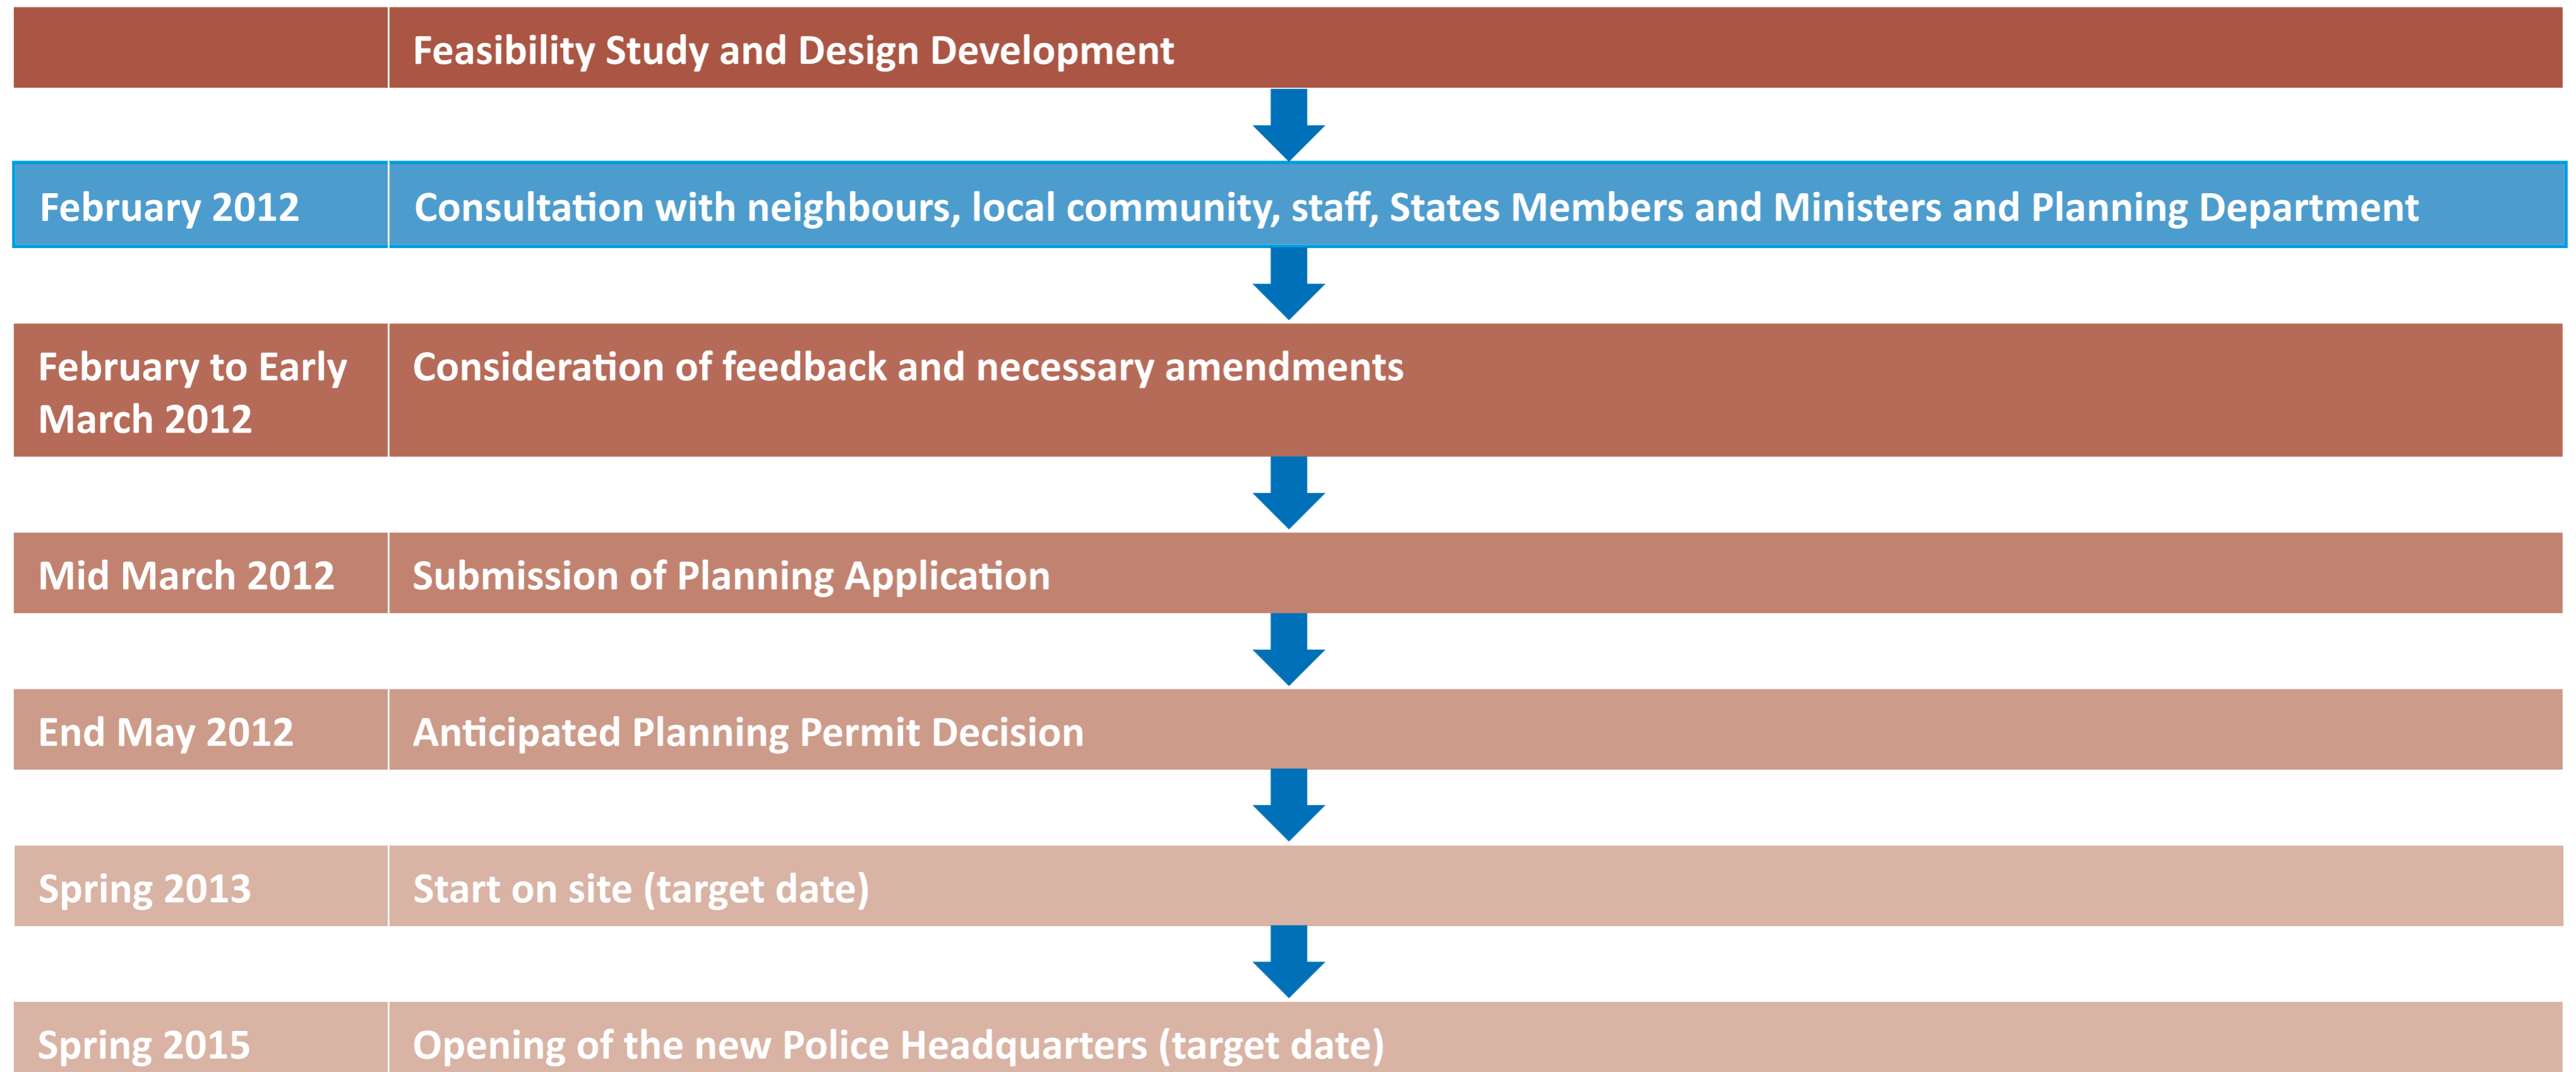 Feasibility Study and Design Development
February 2012 Consultation with neighbours, local community, staff, States Members and Ministers and Planning Department
February to Early Consideration of feedback and necessary amendments
March 2012
Mid March 2012 Submission of Planning Application
End May 2012 Anticipated Planning Permit Decision
Spring 2013 Start on site (target date)
Spring 2015 Opening of the new Police Headquarters (target date)